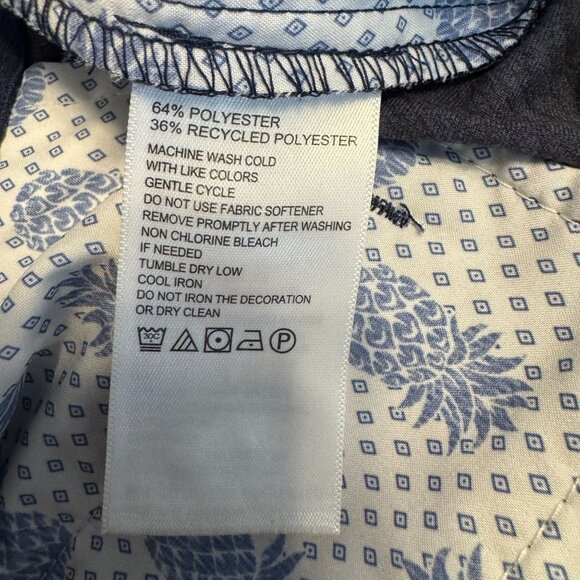 64% POLYESTER
36% RECYCLED POLYESTER
MACHINE WASH COLD
WITH LIKE COLORS
GENTLE CYCLE
DO NOT USE FABRIC SOFTENER
REMOVE PROMPTLY AFTER WASHING
NON CHLORINE BLEACH
IF NEEDED
TUMBLE DRY LOW
COOL IRON
DO NOT IRON THE DECORATION
OR DRY CLEAN
30C P